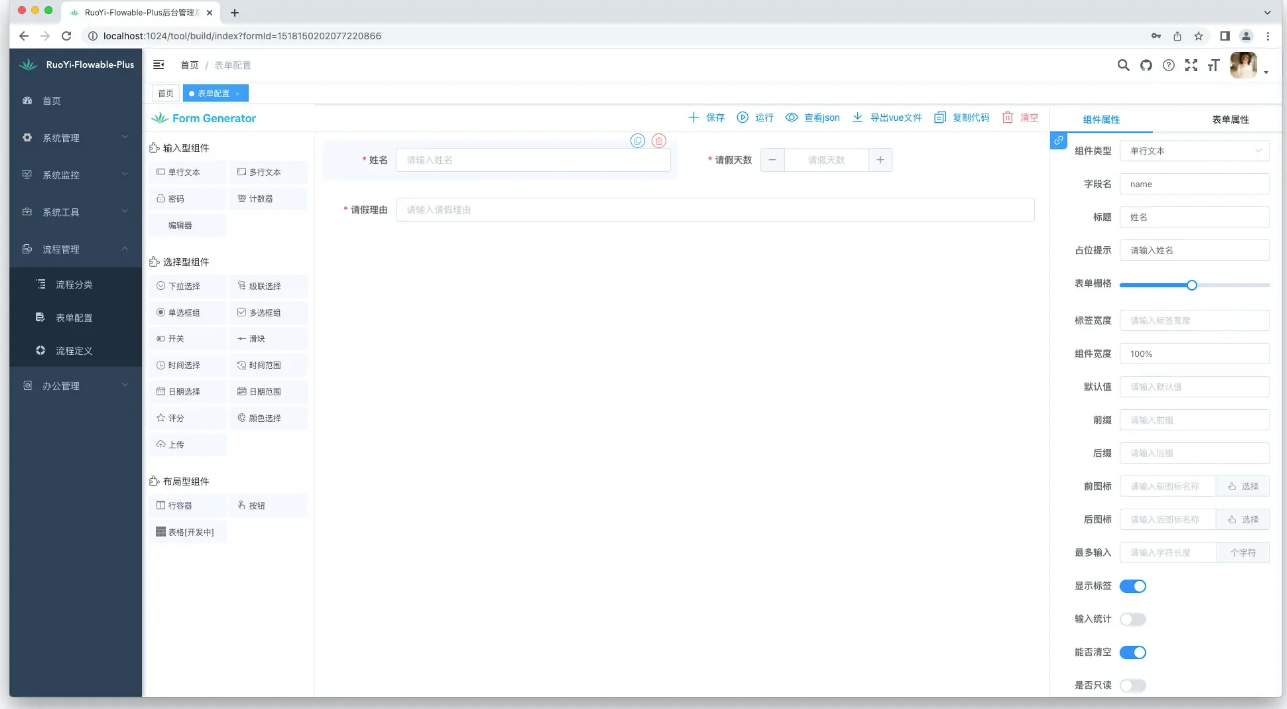 RuoYi-Flowable-Plus后台管理
localhost:1024/tool/build/index?formId=1518150202077220866
RuoYi-Flowable-Plus
首页 / 表单配置
首页
表单配置
首页
系统管理
系统监控
系统工具
流程管理
流程分类
表单配置
流程定义
办公管理
Form Generator
保存 运行 查看json 导出vue文件 复制代码 清空
输入型组件
单行文本 多行文本
密码 计数器
编辑器
选择型组件
下拉选择 级联选择
单选框组 多选框组
开关 滑块
时间选择 时间范围
日期选择 日期范围
评分 颜色选择
上传
布局型组件
行容器 按钮
表格[开发中]
* 姓名 请输入姓名
* 请假天数 请假天数
* 请假理由 请输入请假理由
组件属性 表单属性
组件类型 单行文本
字段名 name
标题 姓名
占位提示 请输入姓名
表单栅格
标签宽度 请输入标签宽度
组件宽度 100%
默认值 请输入默认值
前缀 请输入前缀
后缀 请输入后缀
前图标 请输入前图标名称 选择
后图标 请输入后图标名称 选择
最多输入 请输入字符长度 个字符
显示标签
输入统计
能否清空
是否只读